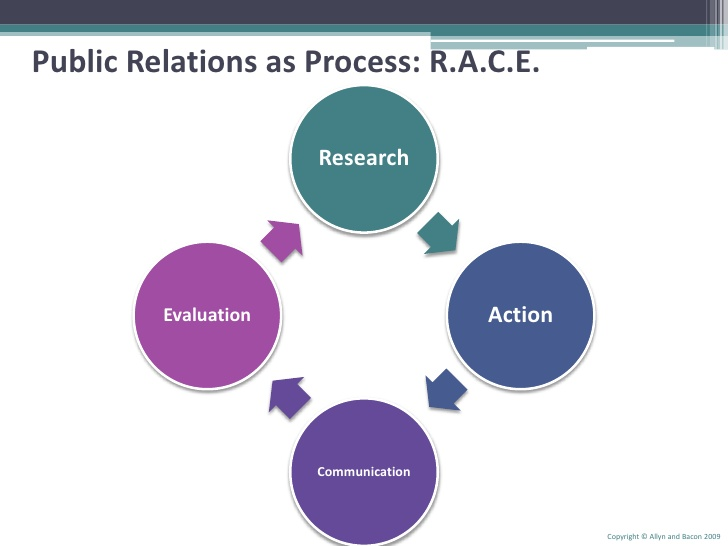 Public Relations as Process: R.A.C.E.
Research
Evaluation
Action
Communication
Copyright © Allyn and Bacon 2009